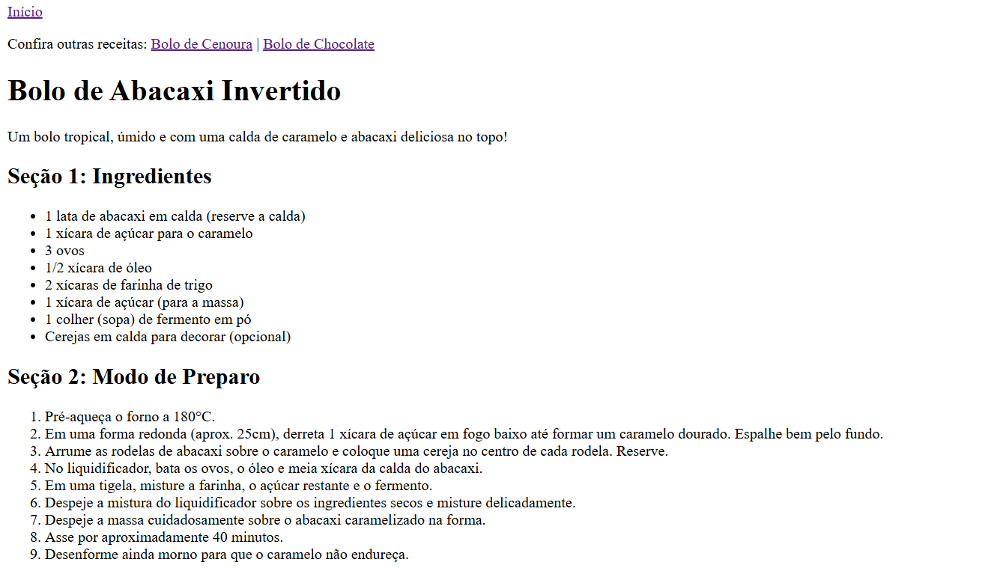 Início
Confira outras receitas: Bolo de Cenoura | Bolo de Chocolate
Bolo de Abacaxi Invertido
Um bolo tropical, úmido e com uma calda de caramelo e abacaxi deliciosa no topo!
Seção 1: Ingredientes
• 1 lata de abacaxi em calda (reserve a calda)
• 1 xícara de açúcar para o caramelo
• 3 ovos
• 1/2 xícara de óleo
• 2 xícaras de farinha de trigo
• 1 xícara de açúcar (para a massa)
• 1 colher (sopa) de fermento em pó
• Cerejas em calda para decorar (opcional)
Seção 2: Modo de Preparo
1. Pré-aqueça o forno a 180°C.
2. Em uma forma redonda (aprox. 25cm), derreta 1 xícara de açúcar em fogo baixo até formar um caramelo dourado. Espalhe bem pelo fundo.
3. Arrume as rodelas de abacaxi sobre o caramelo e coloque uma cereja no centro de cada rodela. Reserve.
4. No liquidificador, bata os ovos, o óleo e meia xícara da calda do abacaxi.
5. Em uma tigela, misture a farinha, o açúcar restante e o fermento.
6. Despeje a mistura do liquidificador sobre os ingredientes secos e misture delicadamente.
7. Despeje a massa cuidadosamente sobre o abacaxi caramelizado na forma.
8. Asse por aproximadamente 40 minutos.
9. Desenforme ainda morno para que o caramelo não endureça.